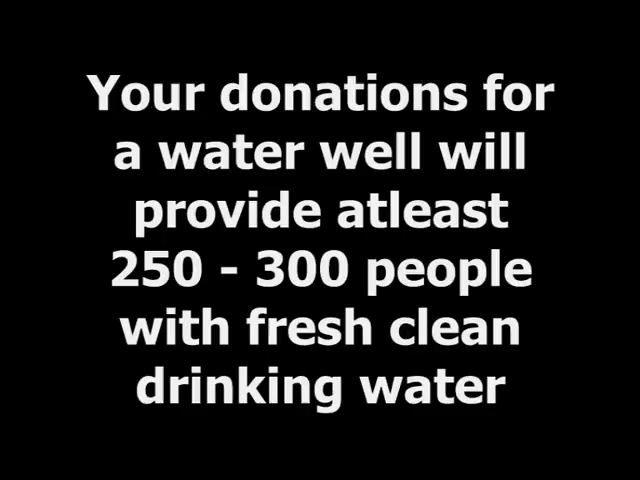 Your donations for
a water well will
provide atleast
250 - 300 people
with fresh clean
drinking water